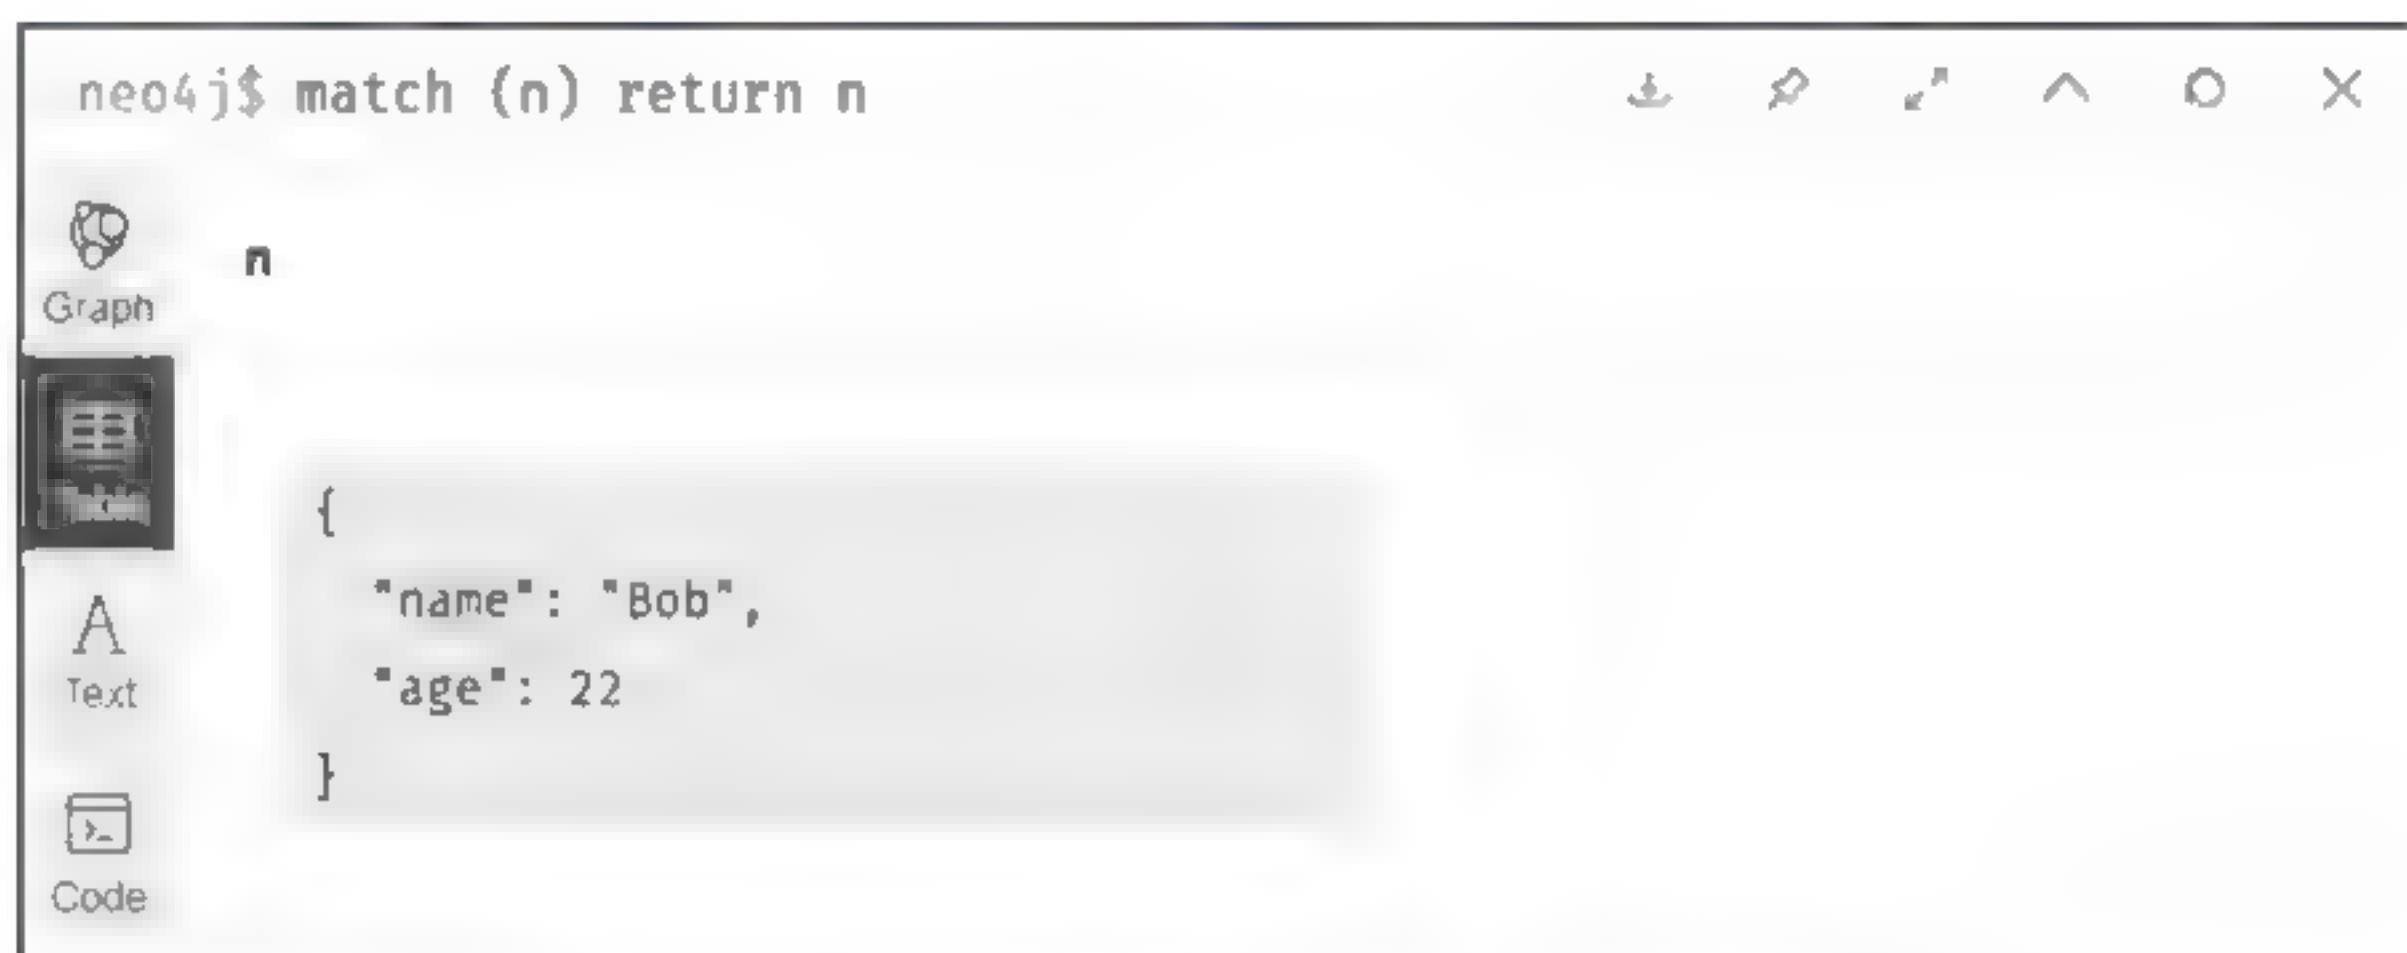 neo4j$ match (n) return n
Graph
n
{
"name": "Bob",
"age": 22
}
Text
Code